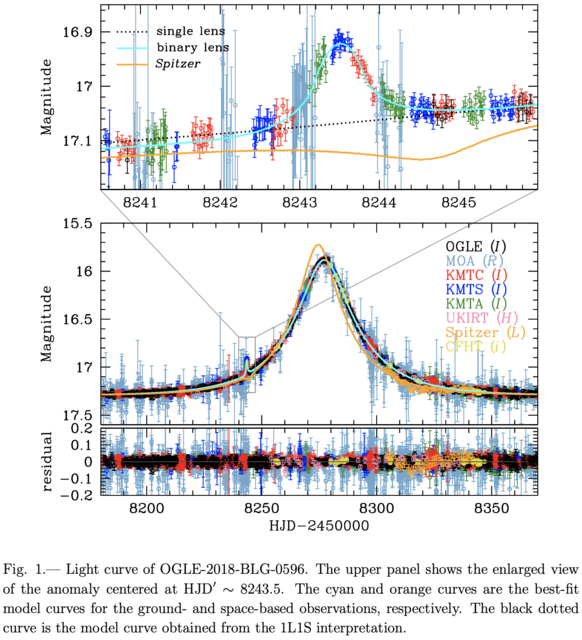 16.9
17
17.1
Magnitude
single lens
binary lens
Spitzer
8241 8242 8243 8244 8245
15.5
16
16.5
17
17.5
Magnitude
OGLE (I)
MOA (R)
KMTC (I)
KMTS (I)
KMTA (I)
UKIRT (H)
Spitzer (L)
CFHT (i)
0.2
0.1
0
−0.1
−0.2
residual
8200 8250 8300 8350
HJD−2450000
Fig. 1.— Light curve of OGLE-2018-BLG-0596. The upper panel shows the enlarged view
of the anomaly centered at HJD′ ∼ 8243.5. The cyan and orange curves are the best-fit
model curves for the ground- and space-based observations, respectively. The black dotted
curve is the model curve obtained from the 1L1S interpretation.